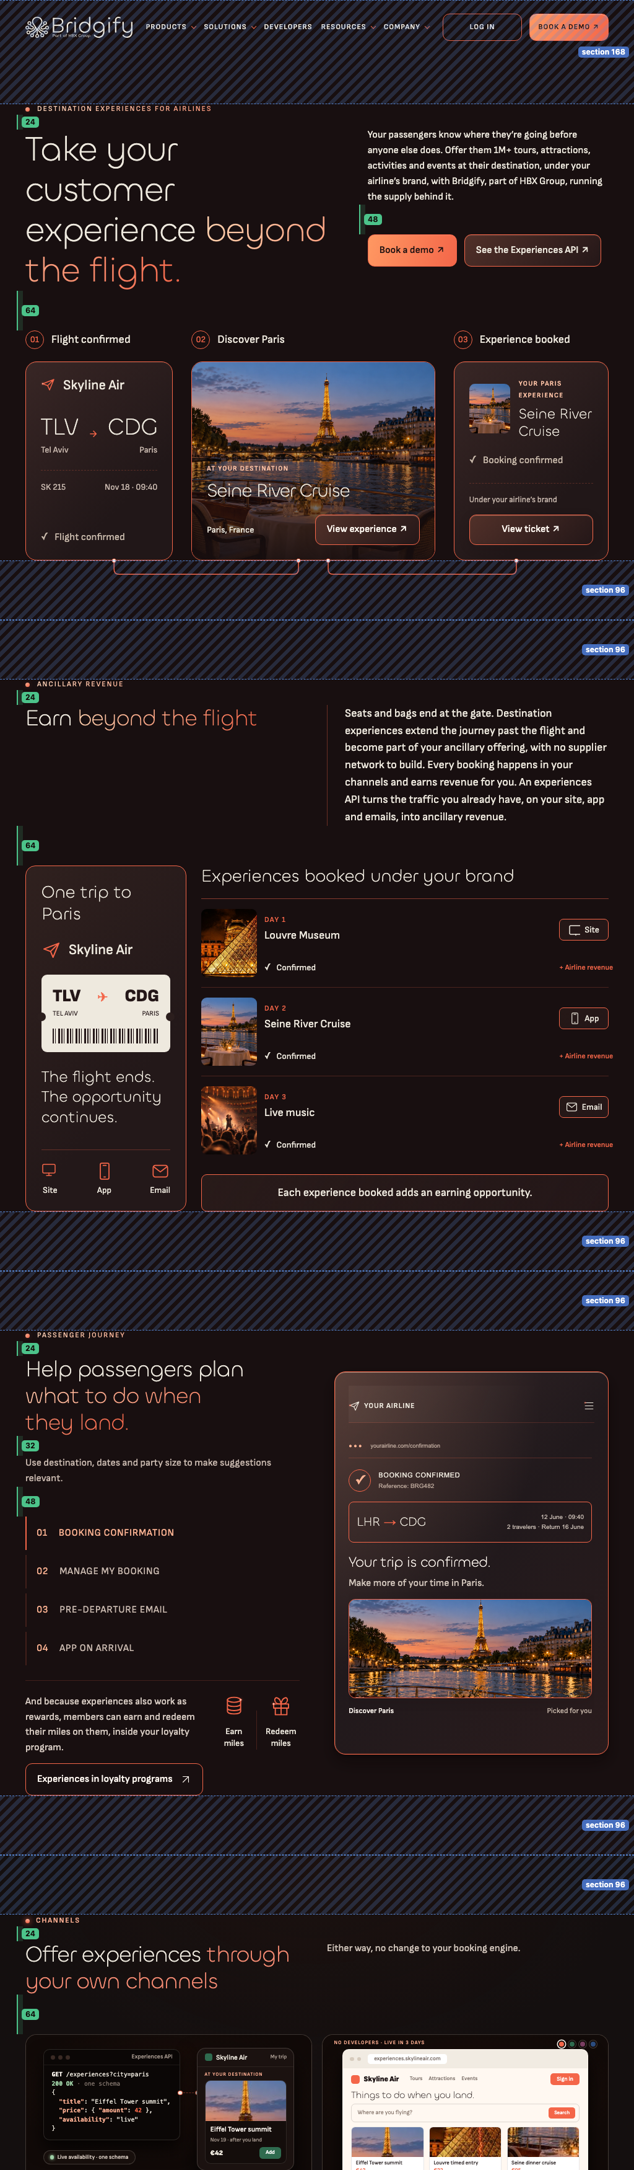 Bridgify
Part of HBX Group
PRODUCTS
SOLUTIONS
DEVELOPERS
RESOURCES
COMPANY
LOG IN
BOOK A DEMO ↗
section 168
DESTINATION EXPERIENCES FOR AIRLINES
24
Take your
customer
experience beyond
the flight.
Your passengers know where they're going before
anyone else does. Offer them 1M+ tours, attractions,
activities and events at their destination, under your
airline's brand, with Bridgify, part of HBX Group, running
the supply behind it.
48
Book a demo ↗
See the Experiences API ↗
64
01 Flight confirmed
Skyline Air
TLV → CDG
Tel Aviv Paris
SK 215 Nov 18 · 09:40
✓ Flight confirmed
02 Discover Paris
AT YOUR DESTINATION
Seine River Cruise
Paris, France
View experience ↗
03 Experience booked
YOUR PARIS
EXPERIENCE
Seine River
Cruise
✓ Booking confirmed
Under your airline's brand
View ticket ↗
section 96
section 96
ANCILLARY REVENUE
24
Earn beyond the flight
Seats and bags end at the gate. Destination
experiences extend the journey past the flight and
become part of your ancillary offering, with no supplier
network to build. Every booking happens in your
channels and earns revenue for you. An experiences
API turns the traffic you already have, on your site, app
and emails, into ancillary revenue.
64
One trip to
Paris
Skyline Air
TLV CDG
TEL AVIV PARIS
The flight ends.
The opportunity
continues.
Site App Email
Experiences booked under your brand
DAY 1
Louvre Museum
✓ Confirmed
Site
+ Airline revenue
DAY 2
Seine River Cruise
✓ Confirmed
App
+ Airline revenue
DAY 3
Live music
✓ Confirmed
Email
+ Airline revenue
Each experience booked adds an earning opportunity.
section 96
section 96
PASSENGER JOURNEY
24
Help passengers plan
what to do when
they land.
32
Use destination, dates and party size to make suggestions
relevant.
48
01 BOOKING CONFIRMATION
02 MANAGE MY BOOKING
03 PRE-DEPARTURE EMAIL
04 APP ON ARRIVAL
And because experiences also work as
rewards, members can earn and redeem
their miles on them, inside your loyalty
program.
Earn
miles
Redeem
miles
Experiences in loyalty programs ↗
YOUR AIRLINE
yourairline.com/confirmation
BOOKING CONFIRMED
Reference: BRG482
LHR → CDG
12 June · 09:40
2 travelers · Return 16 June
Your trip is confirmed.
Make more of your time in Paris.
Discover Paris Picked for you
section 96
section 96
CHANNELS
24
Offer experiences through
your own channels
Either way, no change to your booking engine.
64
Experiences API
GET /experiences?city=paris
200 OK · one schema
{
"title": "Eiffel Tower summit",
"price": { "amount": 42 },
"availability": "live"
}
Live availability · one schema
Skyline Air My trip
AT YOUR DESTINATION
Eiffel Tower summit
Nov 19 · after you land
€42 Add
NO DEVELOPERS · LIVE IN 3 DAYS
experiences.skylineair.com
Skyline Air Tours Attractions Events Sign in
Things to do when you land.
Where are you flying? Search
Eiffel Tower summit
Louvre timed entry
Seine dinner cruise